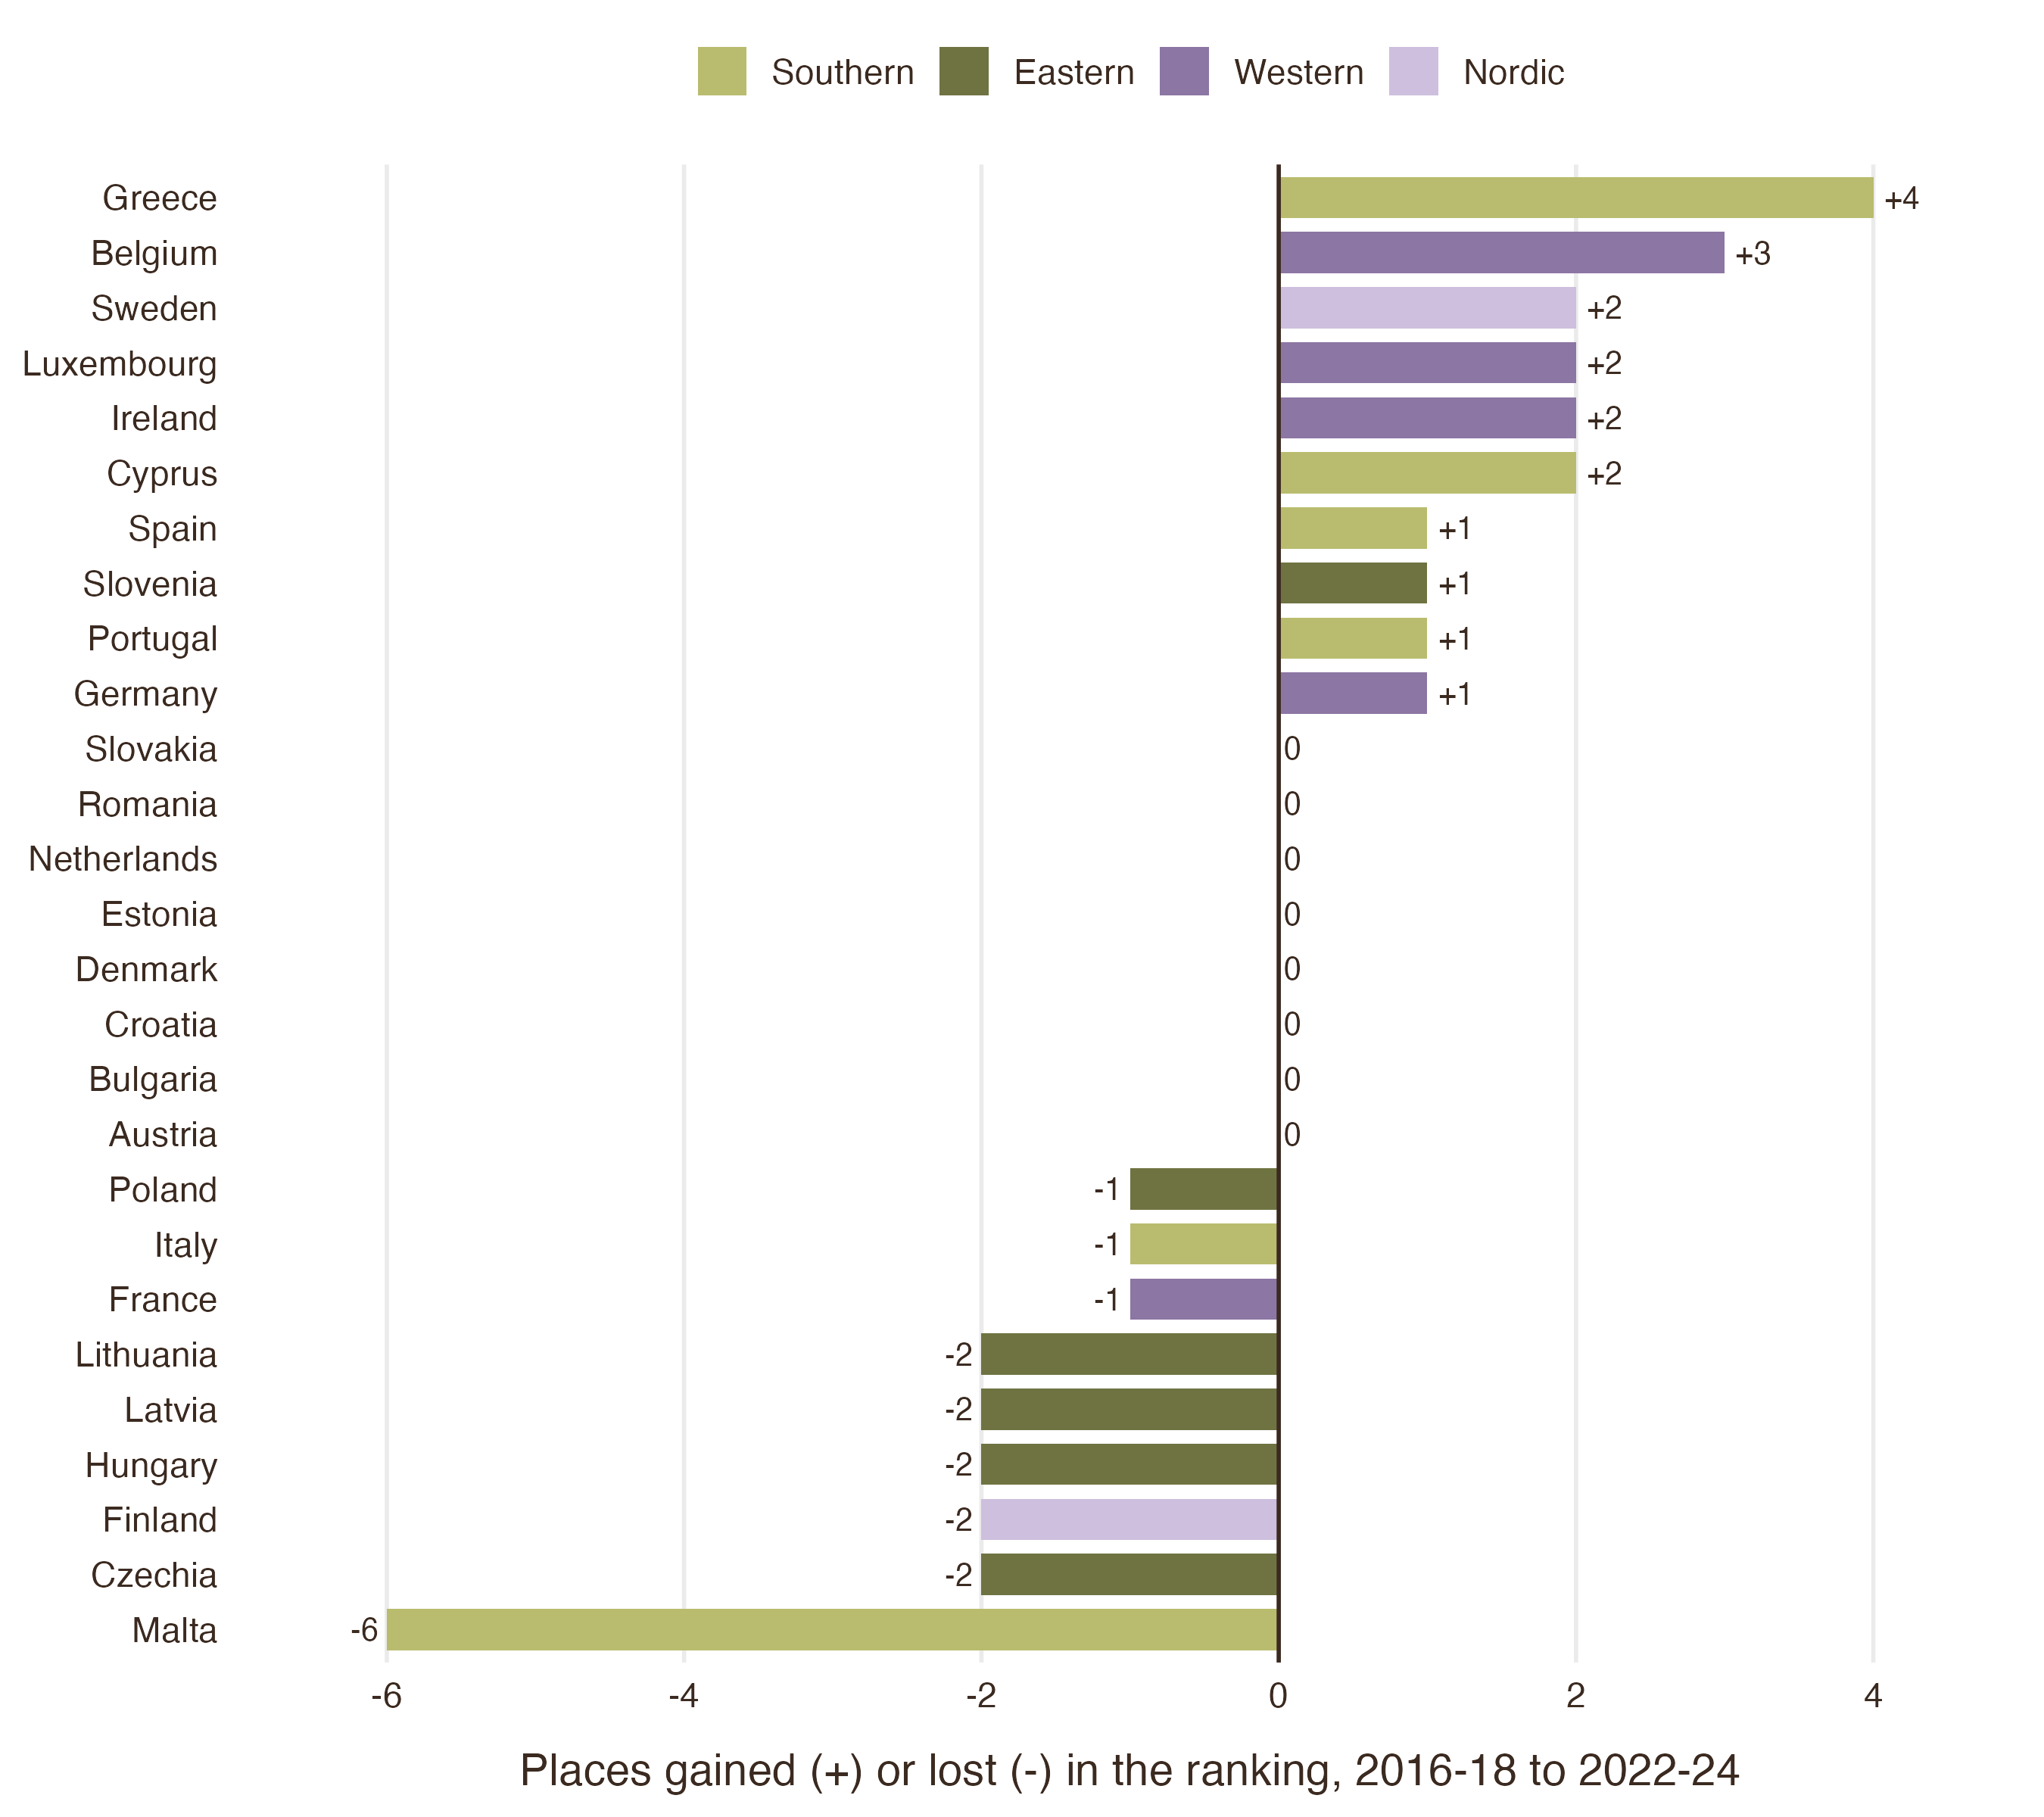 Southern Eastern Western Nordic
Greece +4
Belgium +3
Sweden +2
Luxembourg +2
Ireland +2
Cyprus +2
Spain +1
Slovenia +1
Portugal +1
Germany +1
Slovakia 0
Romania 0
Netherlands 0
Estonia 0
Denmark 0
Croatia 0
Bulgaria 0
Austria 0
Poland -1
Italy -1
France -1
Lithuania -2
Latvia -2
Hungary -2
Finland -2
Czechia -2
Malta -6
-6 -4 -2 0 2 4
Places gained (+) or lost (-) in the ranking, 2016-18 to 2022-24